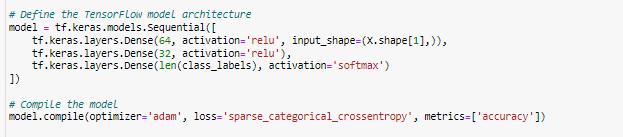 # Define the TensorFlow model architecture
model = tf.keras.models.Sequential([
    tf.keras.layers.Dense(64, activation='relu', input_shape=(X.shape[1],)),
    tf.keras.layers.Dense(32, activation='relu'),
    tf.keras.layers.Dense(len(class_labels), activation='softmax')
])

# Compile the model
model.compile(optimizer='adam', loss='sparse_categorical_crossentropy', metrics=['accuracy'])